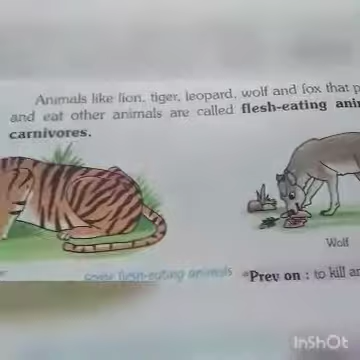 Animals like lion, tiger, leopard, wolf and fox that p
and eat other animals are called flesh-eating ani
carnivores.
Wolf
some flesh-eating animals
*Prey on : to kill an
InShOt